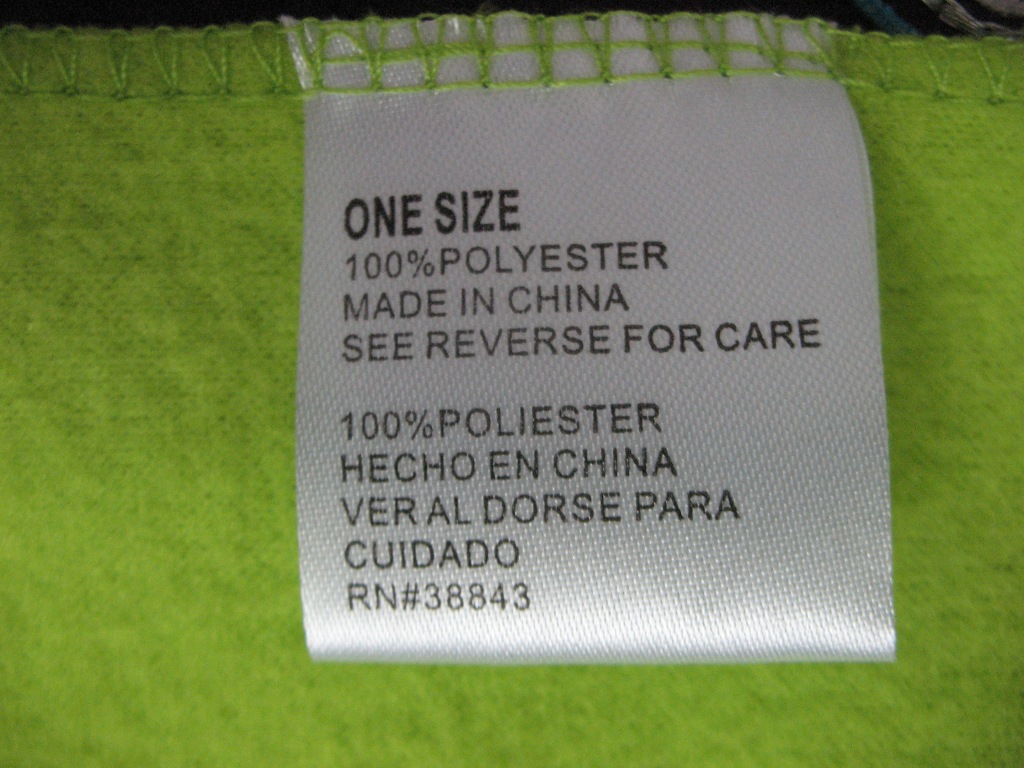 ONE SIZE
100%POLYESTER
MADE IN CHINA
SEE REVERSE FOR CARE
100%POLIESTER
HECHO EN CHINA
VER AL DORSE PARA
CUIDADO
RN#38843